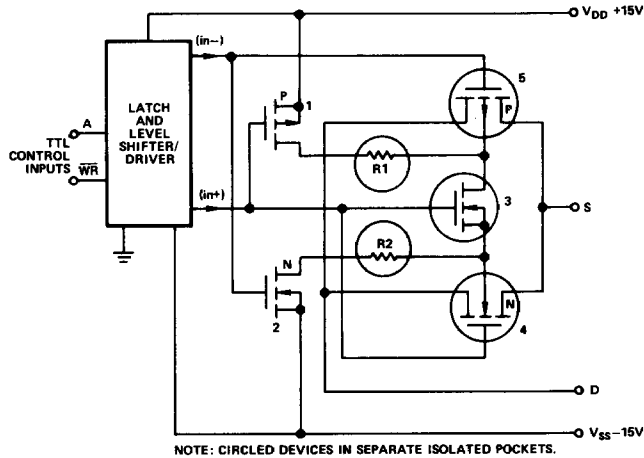 V_DD +15V
(in–)
5
P
P
1
LATCH
AND
LEVEL
SHIFTER/
DRIVER
A
TTL
CONTROL
INPUTS
W̅R̅
R1
(in+)
3
S
R2
N
N
2
4
D
V_SS –15V
NOTE: CIRCLED DEVICES IN SEPARATE ISOLATED POCKETS.